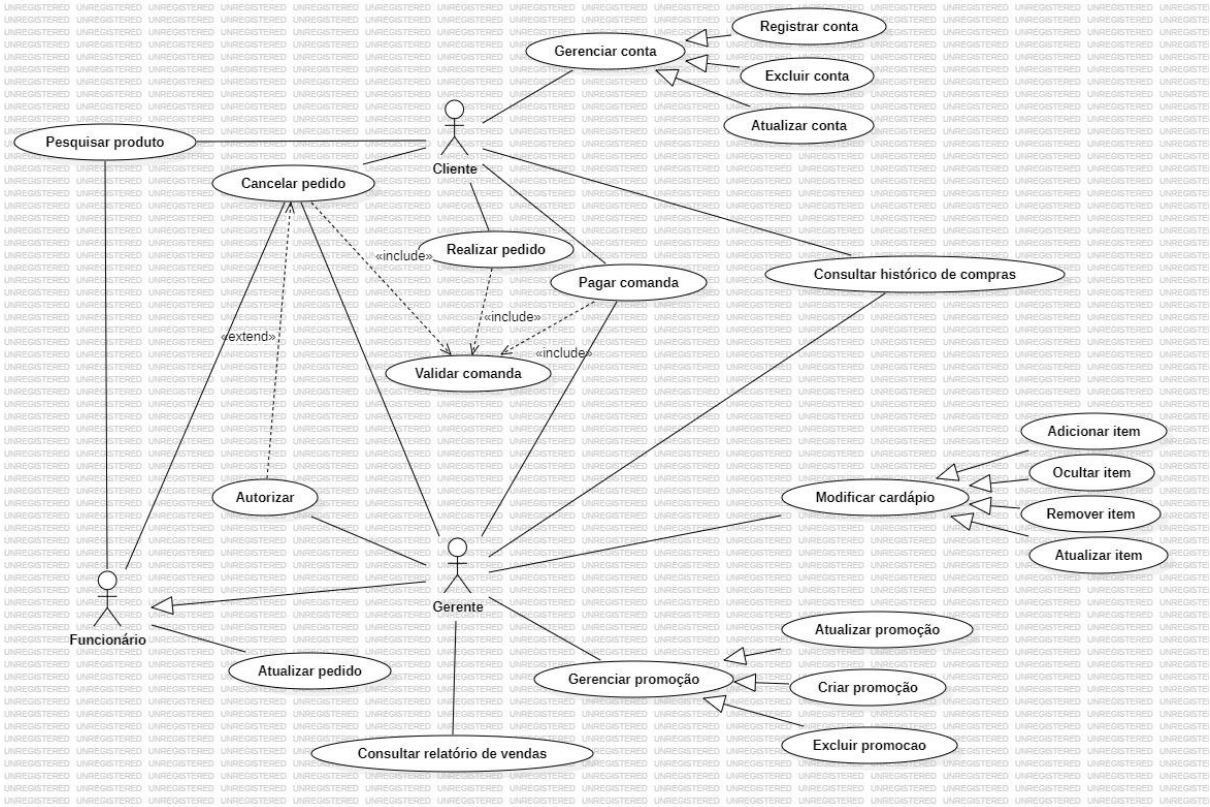 Registrar conta
Gerenciar conta
Excluir conta
Atualizar conta
Pesquisar produto
Cliente
Cancelar pedido
Realizar pedido
«include»
Consultar histórico de compras
Pagar comanda
«include»
«extend»
«include»
Validar comanda
Adicionar item
Ocultar item
Autorizar
Modificar cardápio
Remover item
Atualizar item
Gerente
Funcionário
Atualizar promoção
Atualizar pedido
Gerenciar promoção
Criar promoção
Excluir promocao
Consultar relatório de vendas
UNREGISTERED